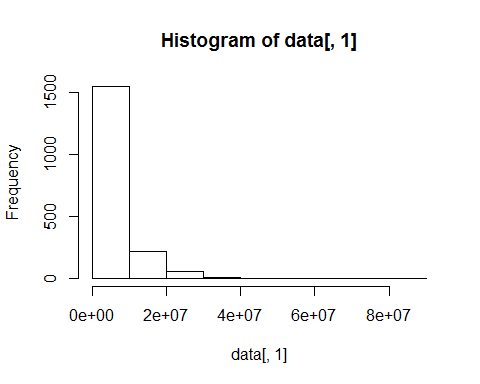 Histogram of data[, 1]
Frequency
1500
1000
500
0
0e+00 2e+07 4e+07 6e+07 8e+07
data[, 1]